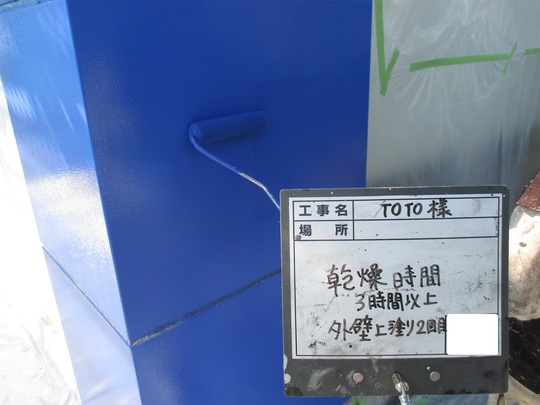 工事名 TOTO様
場所
乾燥時間
3時間以上
外壁上塗り2回目